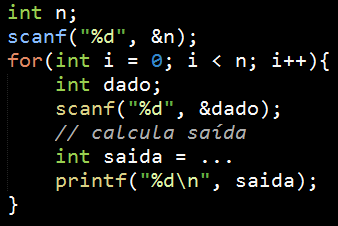 int n;
scanf("%d", &n);
for(int i = 0; i < n; i++){
    int dado;
    scanf("%d", &dado);
    // calcula saída
    int saida = ...
    printf("%d\n", saida);
}